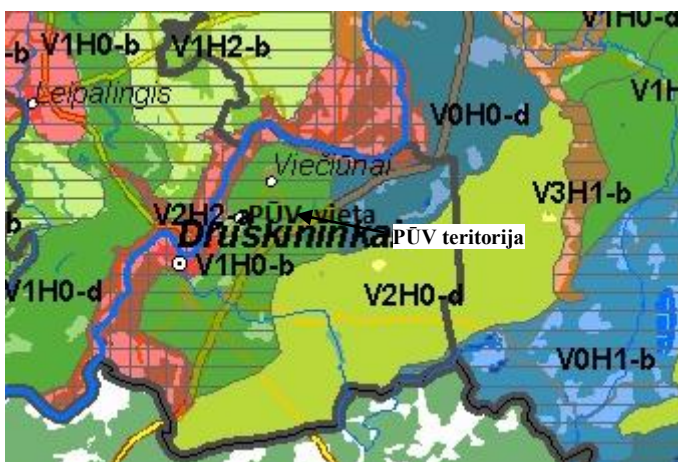 V1H0-d
-b V1H0-b V1H2-b
Leipalingis
V0H0-d
V1H
Viečiūnai
V3H1-b
V2H2-
PŪV vieta
Druskininkai
PŪV teritorija
b
V1H0-b
V1H0-d
V2H0-d
V0H1-b